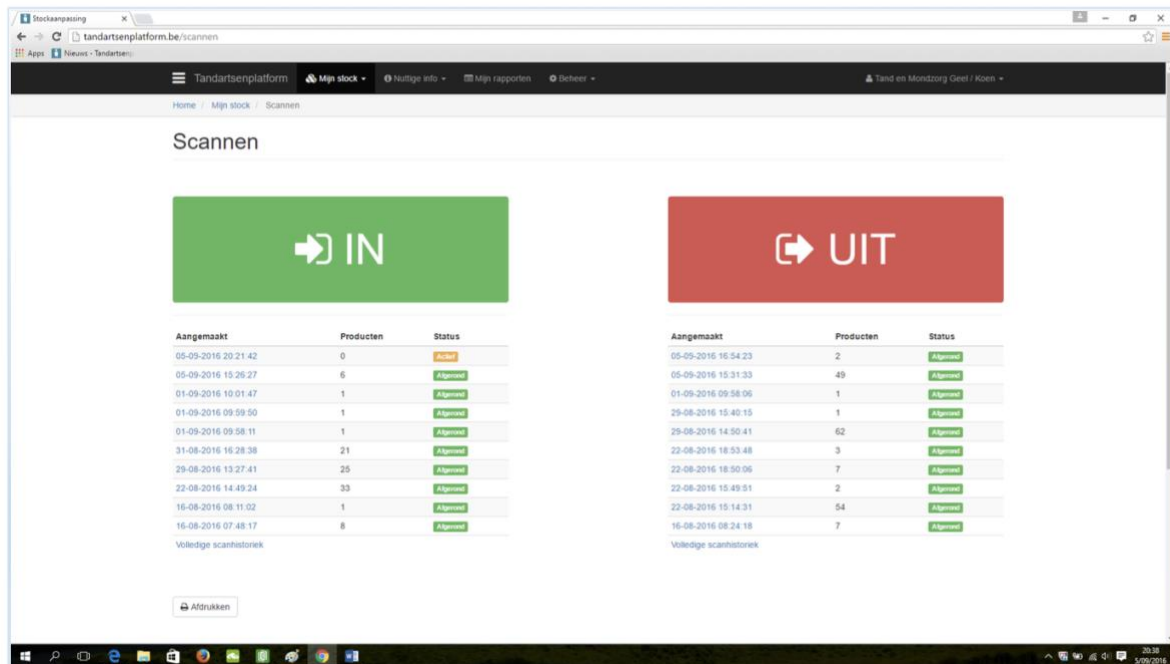 Stockaanpassing
tandartsenplatform.be/scannen
Apps Nieuws - Tandartsenp
Tandartsenplatform Mijn stock Nuttige info Mijn rapporten Beheer Tand en Mondzorg Geel / Koen
Home / Mijn stock / Scannen
Scannen
IN
UIT
Aangemaakt Producten Status
05-09-2016 20:21:42 0 Actief
05-09-2016 15:26:27 6 Afgerond
01-09-2016 10:01:47 1 Afgerond
01-09-2016 09:59:50 1 Afgerond
01-09-2016 09:58:11 1 Afgerond
31-08-2016 16:28:38 21 Afgerond
29-08-2016 13:27:41 25 Afgerond
22-08-2016 14:49:24 33 Afgerond
16-08-2016 08:11:02 1 Afgerond
16-08-2016 07:48:17 8 Afgerond
Volledige scanhistoriek
Aangemaakt Producten Status
05-09-2016 16:54:23 2 Afgerond
05-09-2016 15:31:33 49 Afgerond
01-09-2016 09:58:06 1 Afgerond
29-08-2016 15:40:15 1 Afgerond
29-08-2016 14:50:41 62 Afgerond
22-08-2016 18:53:48 3 Afgerond
22-08-2016 18:50:06 7 Afgerond
22-08-2016 15:49:51 2 Afgerond
22-08-2016 15:14:31 54 Afgerond
16-08-2016 08:24:18 7 Afgerond
Volledige scanhistoriek
Afdrukken
20:38
5/09/2016